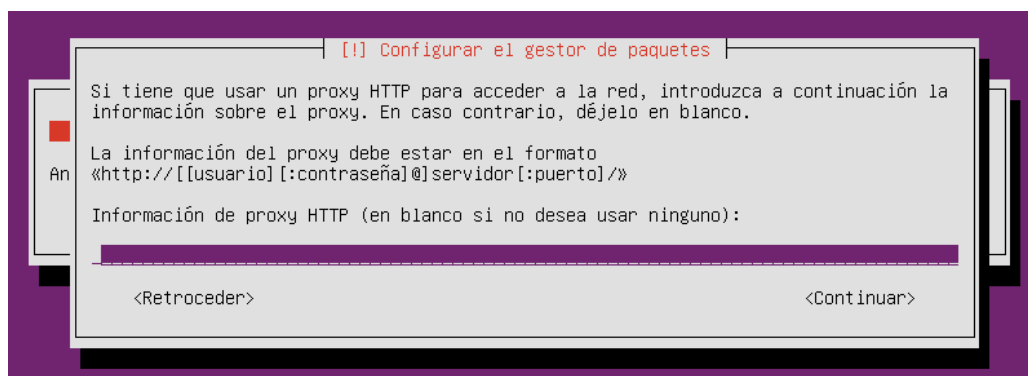 [!] Configurar el gestor de paquetes
Si tiene que usar un proxy HTTP para acceder a la red, introduzca a continuación la
información sobre el proxy. En caso contrario, déjelo en blanco.
La información del proxy debe estar en el formato
«http://[[usuario][:contraseña]@]servidor[:puerto]/»
An
Información de proxy HTTP (en blanco si no desea usar ninguno):
<Retroceder> <Continuar>